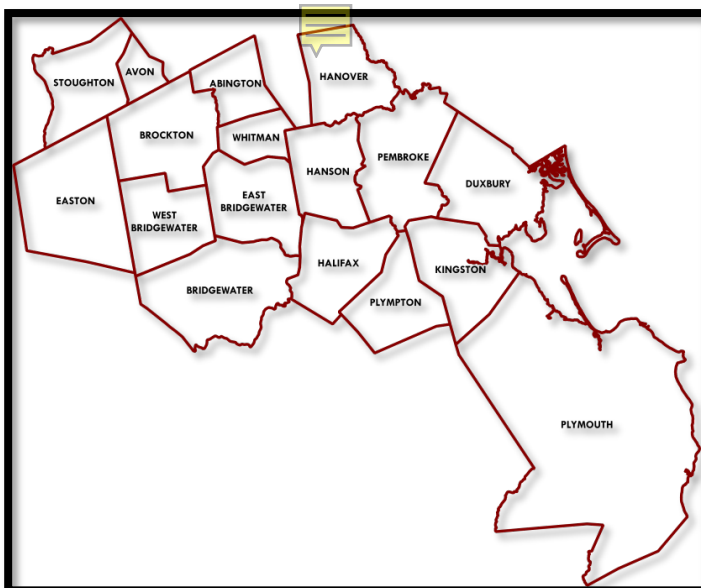 STOUGHTON
AVON
ABINGTON
HANOVER
BROCKTON
WHITMAN
HANSON
PEMBROKE
DUXBURY
EASTON
WEST
BRIDGEWATER
EAST
BRIDGEWATER
HALIFAX
KINGSTON
BRIDGEWATER
PLYMPTON
PLYMOUTH